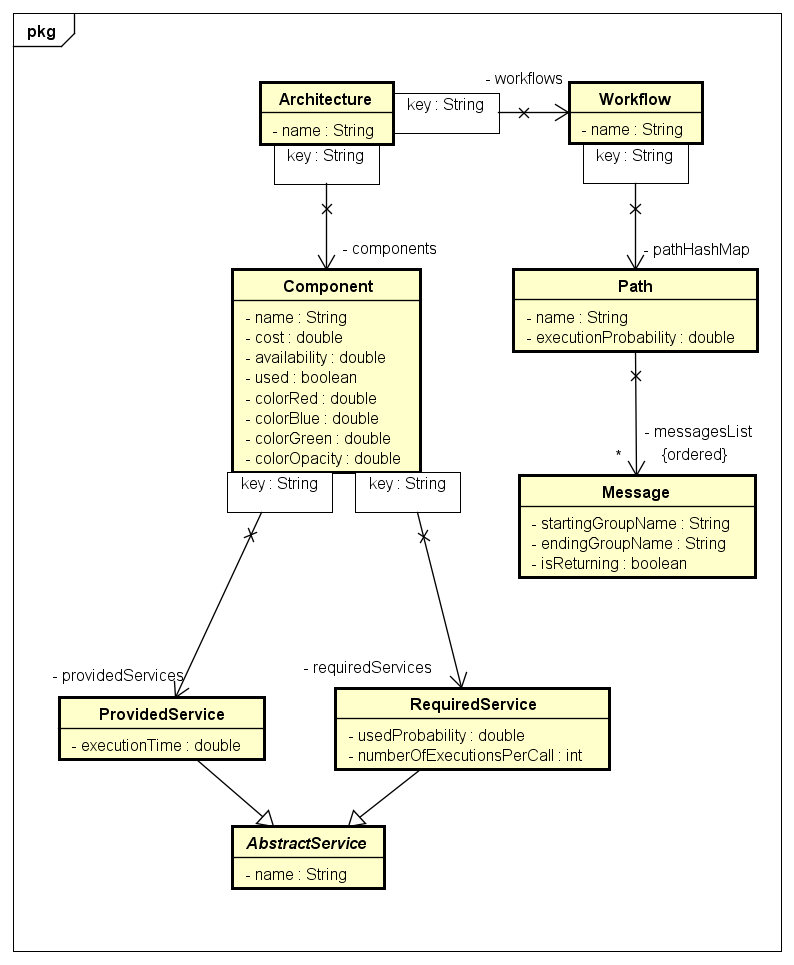 pkg
- workflows
Architecture
- name : String
key : String
Workflow
- name : String
key : String
key : String
- components
- pathHashMap
Component
- name : String
- cost : double
- availability : double
- used : boolean
- colorRed : double
- colorBlue : double
- colorGreen : double
- colorOpacity : double
Path
- name : String
- executionProbability : double
- messagesList
* {ordered}
Message
- startingGroupName : String
- endingGroupName : String
- isReturning : boolean
key : String
key : String
- providedServices
- requiredServices
ProvidedService
- executionTime : double
RequiredService
- usedProbability : double
- numberOfExecutionsPerCall : int
AbstractService
- name : String